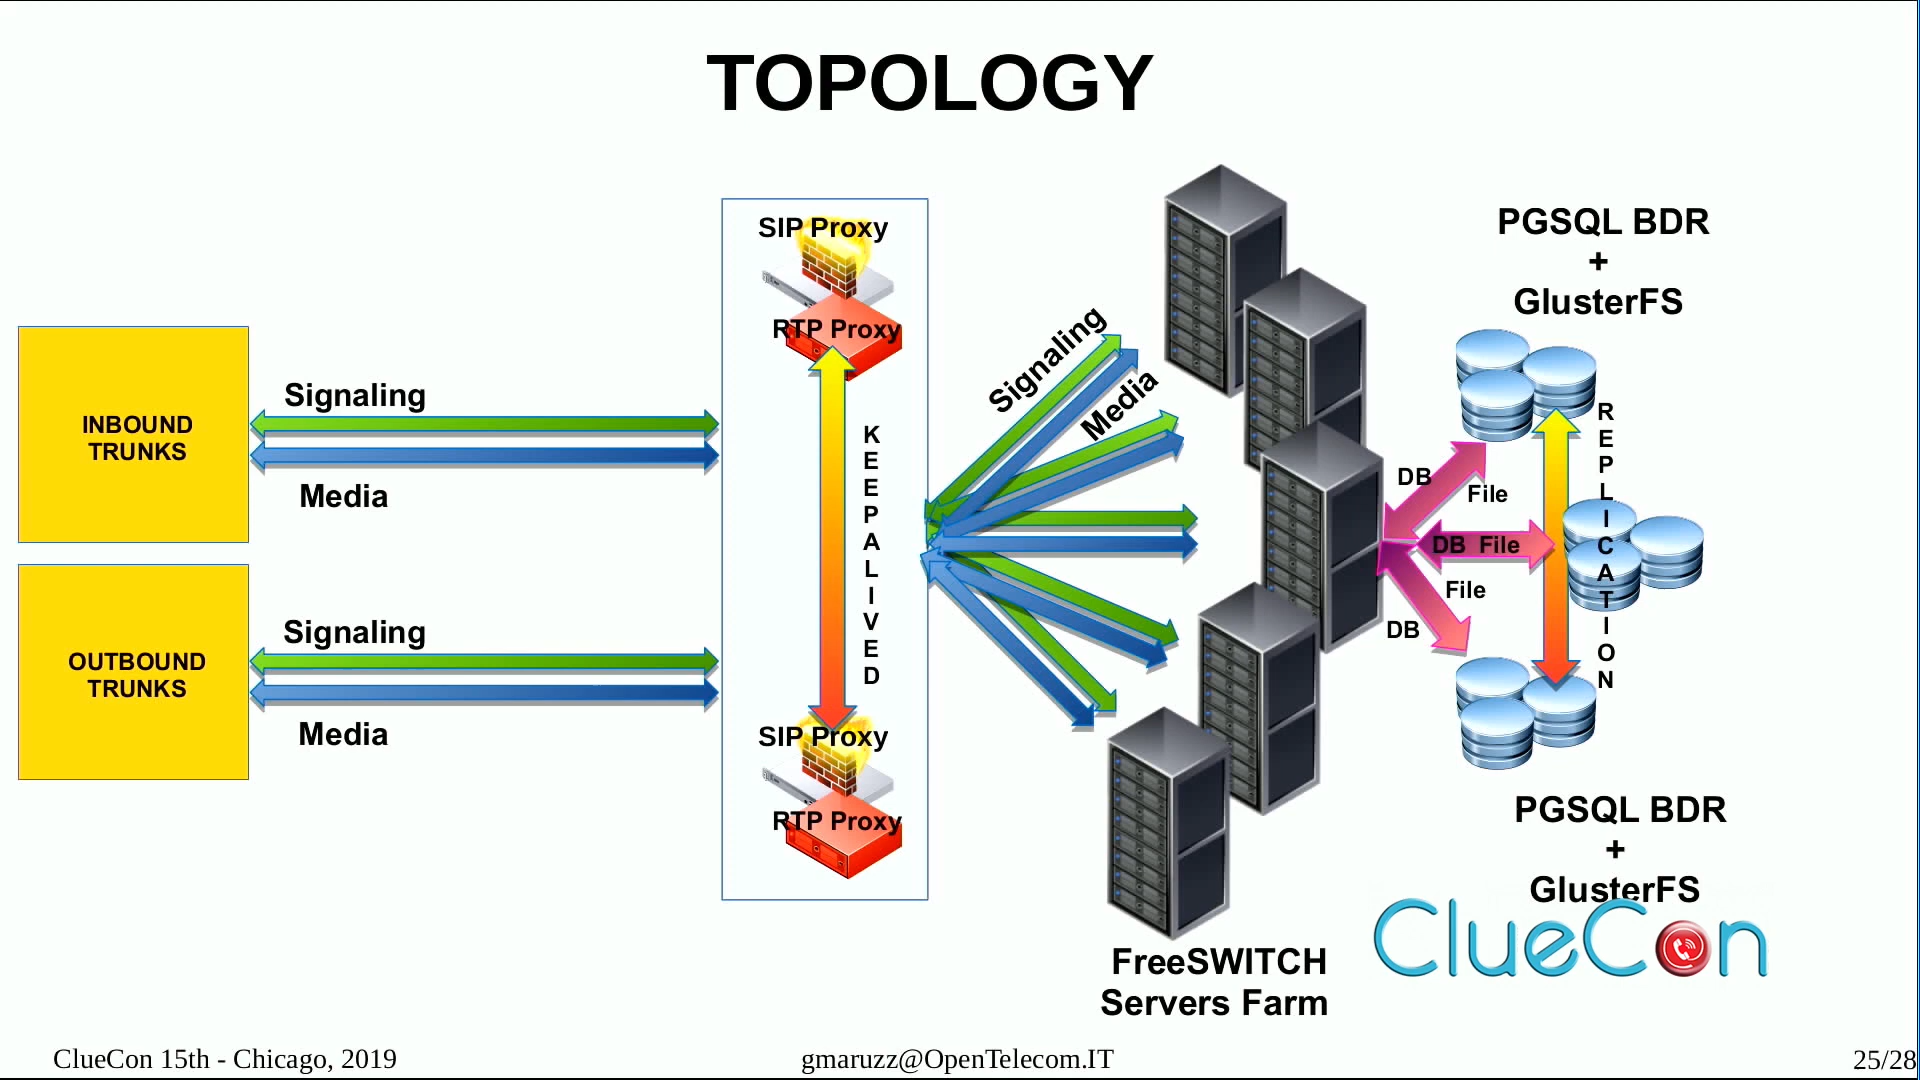 TOPOLOGY
SIP Proxy
RTP Proxy
PGSQL BDR
+
GlusterFS
INBOUND
TRUNKS
Signaling
Media
KEEPALIVED
Signaling
Media
DB
File
DB File
File
DB
REPLICATION
OUTBOUND
TRUNKS
Signaling
Media
SIP Proxy
RTP Proxy
PGSQL BDR
+
GlusterFS
ClueCon
FreeSWITCH
Servers Farm
ClueCon 15th - Chicago, 2019
gmaruzz@OpenTelecom.IT
25/28